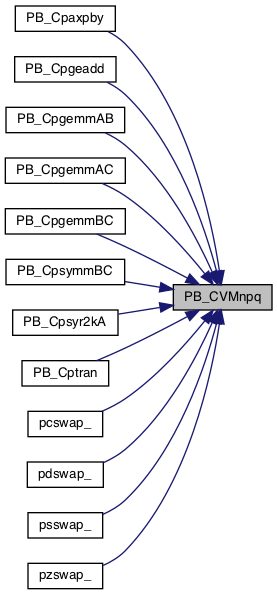 PB_Cpaxpby
PB_Cpgeadd
PB_CpgemmAB
PB_CpgemmAC
PB_CpgemmBC
PB_CpsymmBC
PB_CVMnpq
PB_Cpsyr2kA
PB_Cptran
pcswap_
pdswap_
psswap_
pzswap_